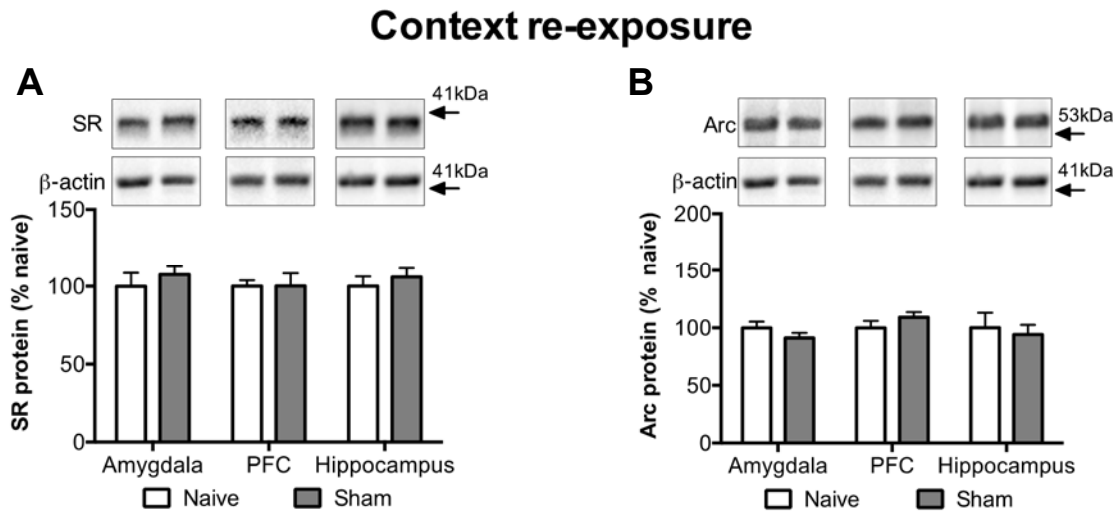 Context re-exposure
A
SR
41kDa
β-actin
41kDa
SR protein (% naive)
150
100
50
0
Amygdala PFC Hippocampus
Naive Sham
B
Arc
53kDa
β-actin
41kDa
Arc protein (% naive)
200
150
100
50
0
Amygdala PFC Hippocampus
Naive Sham